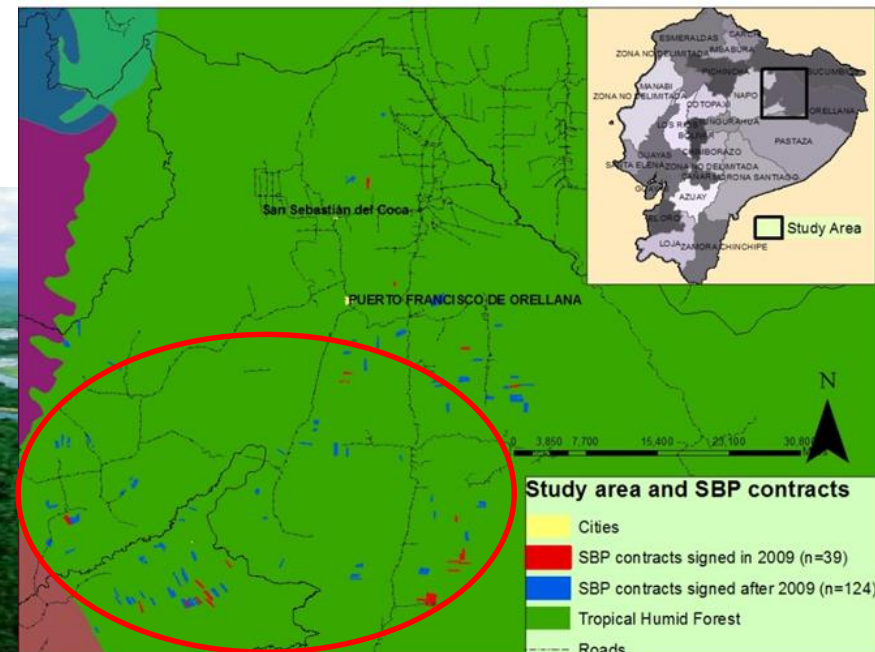 San Sebastián del Coca
PUERTO FRANCISCO DE ORELLANA
ESMERALDAS
IMBABURA
ZONA NO DELIMITADA
PICHINCHA
MANABI
ZONA NO DELIMITADA
COTOPAXI
NAPO
ORELLANA
LOS RIOS
BOLIVAR
PASTAZA
CHIMBORAZO
GUAYAS
ZONA NO DELIMITADA
SANTA ELENA
MORONA SANTIAGO
AZUAY
EL ORO
LOJA
ZAMORA CHINCHIPE
Study Area
N
0 3,850 7,700 15,400 23,100 30,800
Study area and SBP contracts
Cities
SBP contracts signed in 2009 (n=39)
SBP contracts signed after 2009 (n=124)
Tropical Humid Forest
Roads